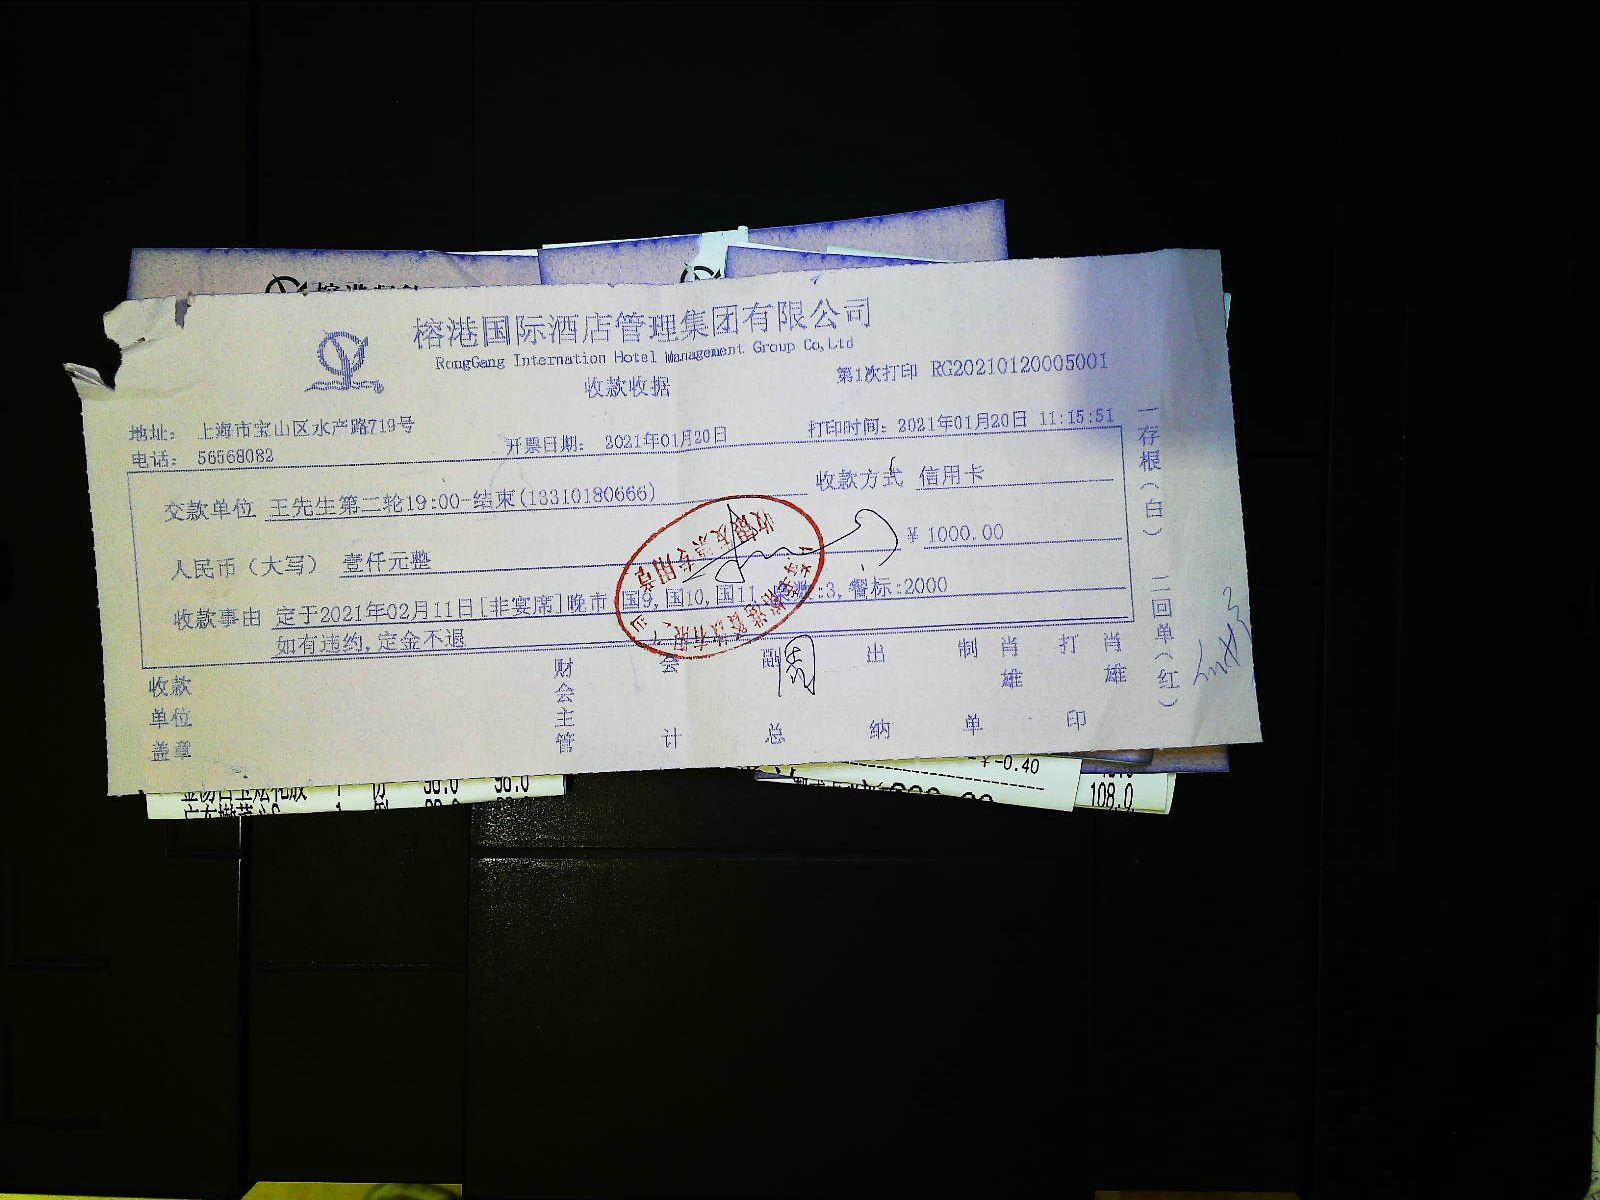 榕港国际酒店管理集团有限公司
RongGang Internation Hotel Management Group Co,Ltd
收款收据
第1次打印 RG20210120005001
地址： 上海市宝山区水产路719号
电话： 56568082
开票日期： 2021年01月20日
打印时间：2021年01月20日 11:15:51
交款单位 王先生第二轮19:00-结束(13310180666)
收款方式 信用卡
人民币（大写） 壹仟元整
¥ 1000.00
收款事由 定于2021年02月11日[非宴席]晚市 国9,国10,国11 :3,餐标:2000
如有违约,定金不退
收款单位盖章
财会主管
会计
副总
周
出纳
制单
肖雄
打印
肖雄
一存根（白） 二回单（红）
¥-0.40
98.0 98.0
108.0